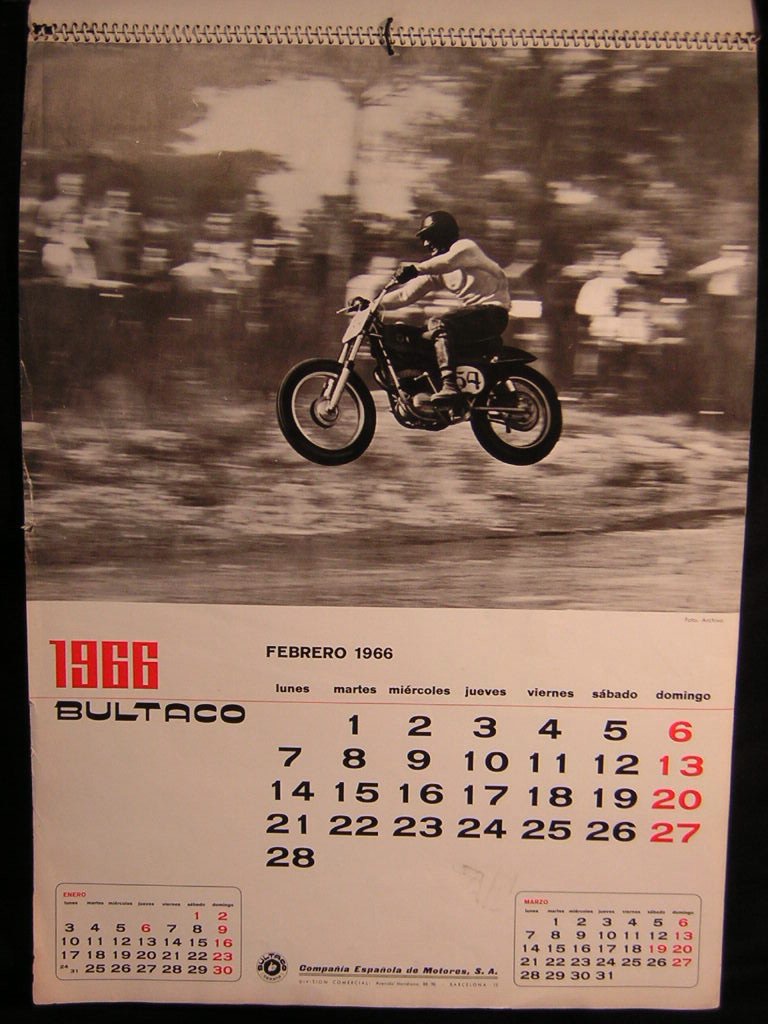 54
Foto. Archivo
1966
BULTACO
FEBRERO 1966
lunes martes miércoles jueves viernes sábado domingo
1 2 3 4 5 6
7 8 9 10 11 12 13
14 15 16 17 18 19 20
21 22 23 24 25 26 27
28
ENERO
lunes martes miércoles jueves viernes sábado domingo
1 2
3 4 5 6 7 8 9
10 11 12 13 14 15 16
17 18 19 20 21 22 23
24 31 25 26 27 28 29 30
BULTACO
Compañia Española de Motores, S. A.
DIVISION COMERCIAL: Avenida Meridiana, - BARCELONA
MARZO
lunes martes miércoles jueves viernes sábado domingo
1 2 3 4 5 6
7 8 9 10 11 12 13
14 15 16 17 18 19 20
21 22 23 24 25 26 27
28 29 30 31